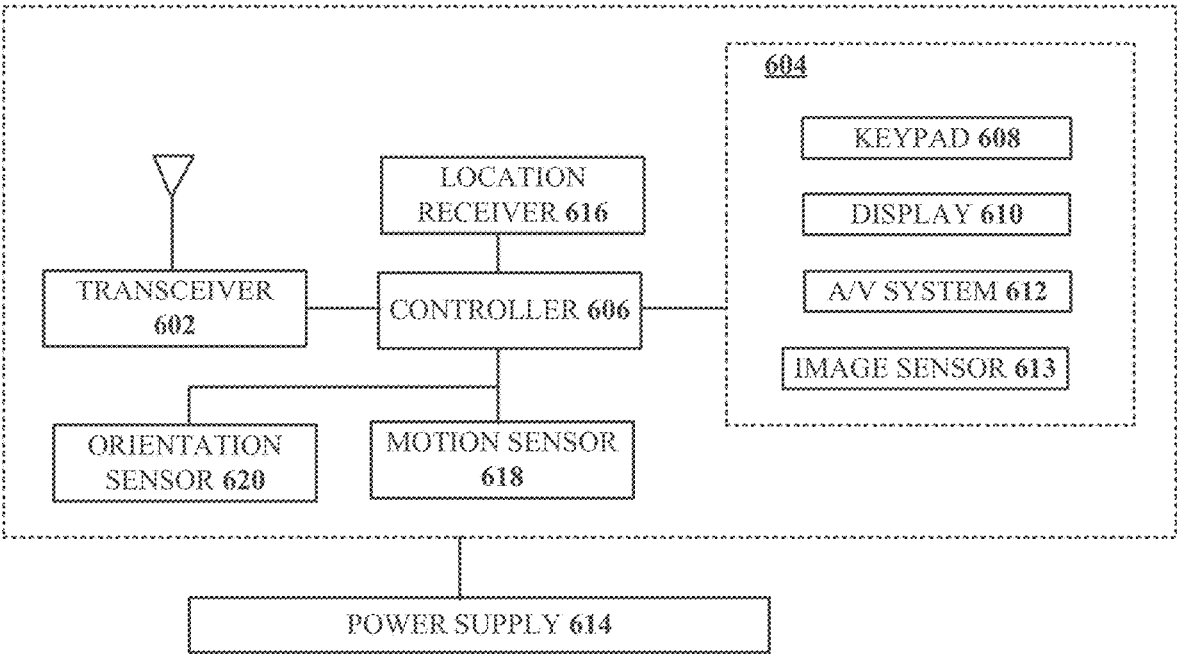 604
KEYPAD 608
LOCATION
RECEIVER 616
DISPLAY 610
TRANSCEIVER
602
CONTROLLER 606
A/V SYSTEM 612
IMAGE SENSOR 613
ORIENTATION
SENSOR 620
MOTION SENSOR
618
POWER SUPPLY 614